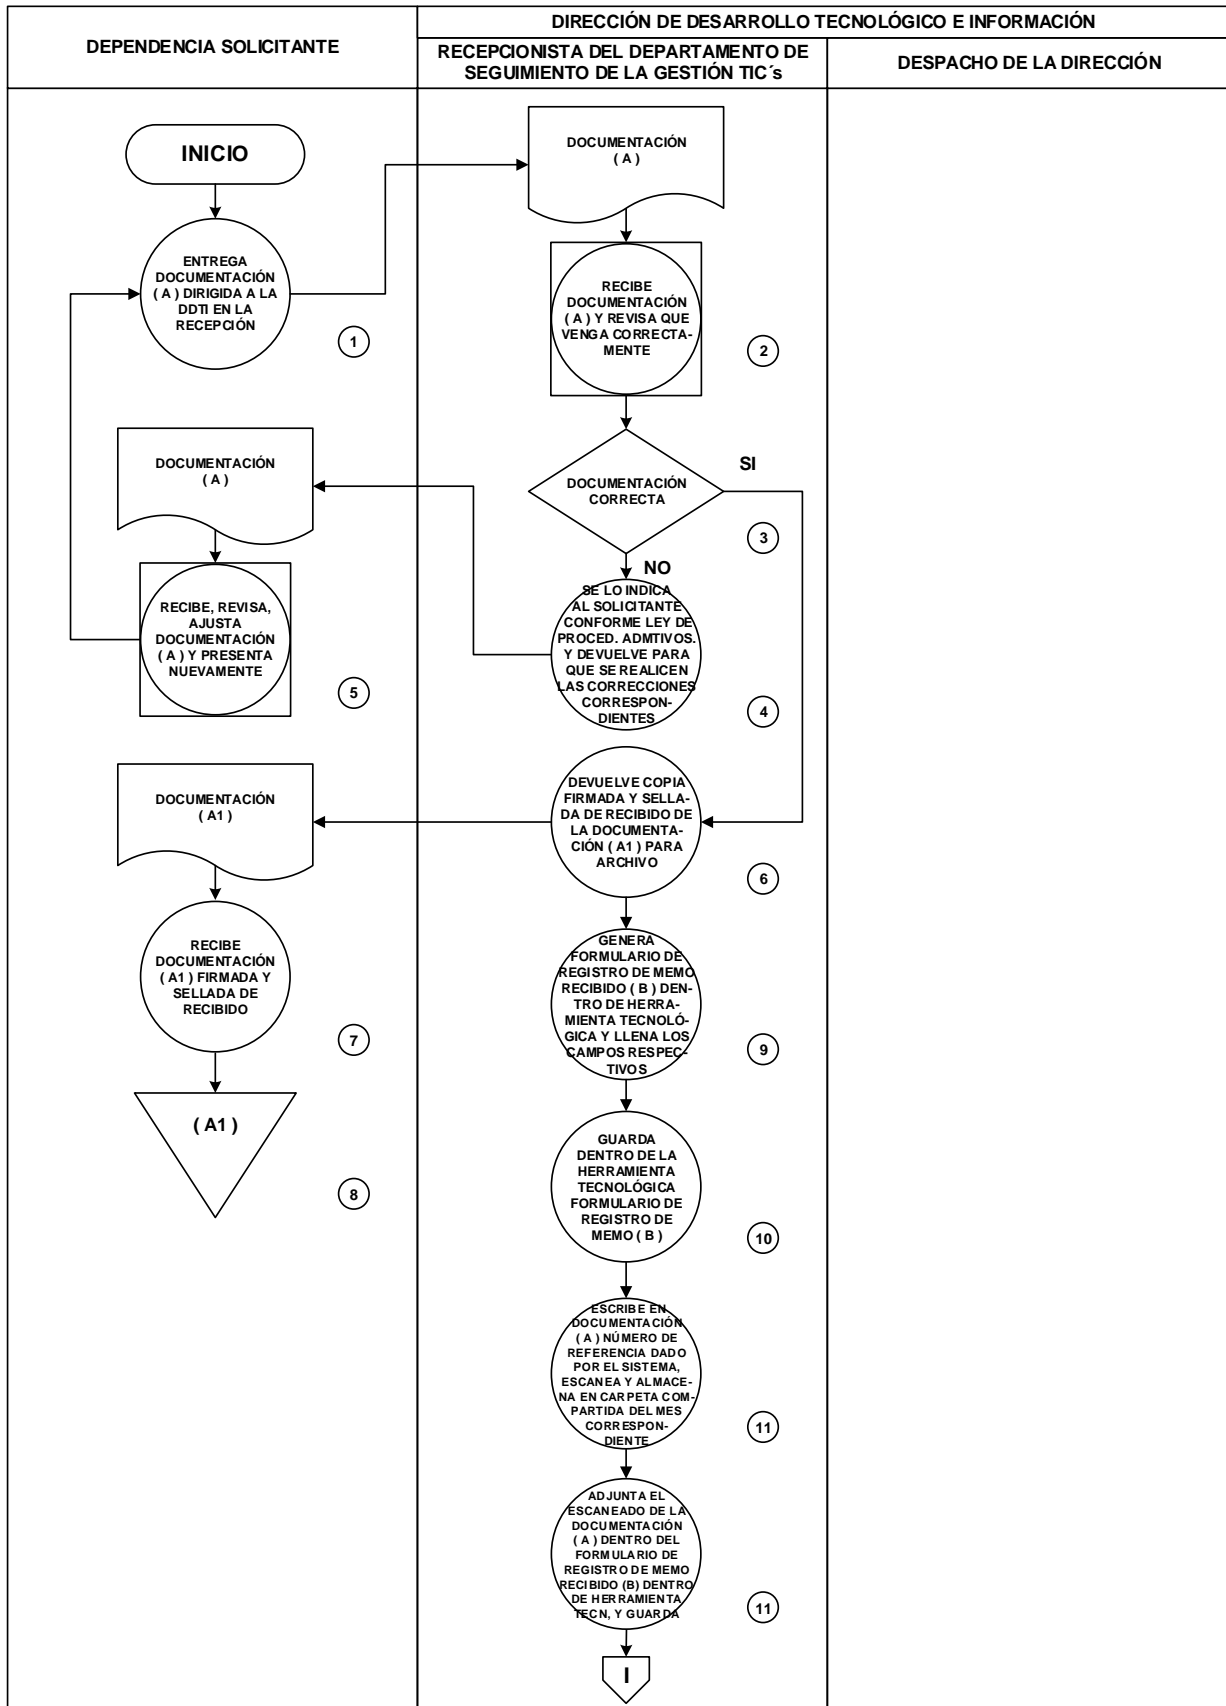 DEPENDENCIA SOLICITANTE
DIRECCIÓN DE DESARROLLO TECNOLÓGICO E INFORMACIÓN
RECEPCIONISTA DEL DEPARTAMENTO DE
SEGUIMIENTO DE LA GESTIÓN TIC´s
DESPACHO DE LA DIRECCIÓN
INICIO
ENTREGA
DOCUMENTACIÓN
( A ) DIRIGIDA A LA
DDTI EN LA
RECEPCIÓN
1
DOCUMENTACIÓN
( A )
RECIBE
DOCUMENTACIÓN
( A ) Y REVISA QUE
VENGA CORRECTA-
MENTE
2
DOCUMENTACIÓN
CORRECTA
SI
3
NO
SE LO INDICA
AL SOLICITANTE
CONFORME LEY DE
PROCED. ADMTIVOS.
Y DEVUELVE PARA
QUE SE REALICEN
LAS CORRECCIONES
CORRESPON-
DIENTES
4
DOCUMENTACIÓN
( A )
RECIBE, REVISA,
AJUSTA
DOCUMENTACIÓN
( A ) Y PRESENTA
NUEVAMENTE
5
DEVUELVE COPIA
FIRMADA Y SELLA-
DA DE RECIBIDO DE
LA DOCUMENTA-
CIÓN ( A1 ) PARA
ARCHIVO
6
DOCUMENTACIÓN
( A1 )
RECIBE
DOCUMENTACIÓN
( A1 ) FIRMADA Y
SELLADA DE
RECIBIDO
7
( A1 )
8
GENERA
FORMULARIO DE
REGISTRO DE MEMO
RECIBIDO ( B ) DEN-
TRO DE HERRA-
MIENTA TECNOLÓ-
GICA Y LLENA LOS
CAMPOS RESPEC-
TIVOS
9
GUARDA
DENTRO DE LA
HERRAMIENTA
TECNOLÓGICA
FORMULARIO DE
REGISTRO DE
MEMO ( B )
10
ESCRIBE EN
DOCUMENTACIÓN
( A ) NÚMERO DE
REFERENCIA DADO
POR EL SISTEMA,
ESCANEA Y ALMACE-
NA EN CARPETA COM-
PARTIDA DEL MES
CORRESPON-
DIENTE
11
ADJUNTA EL
ESCANEADO DE LA
DOCUMENTACIÓN
( A ) DENTRO DEL
FORMULARIO DE
REGISTRO DE MEMO
RECIBIDO (B) DENTRO
DE HERRAMIENTA
TECN, Y GUARDA
11
I